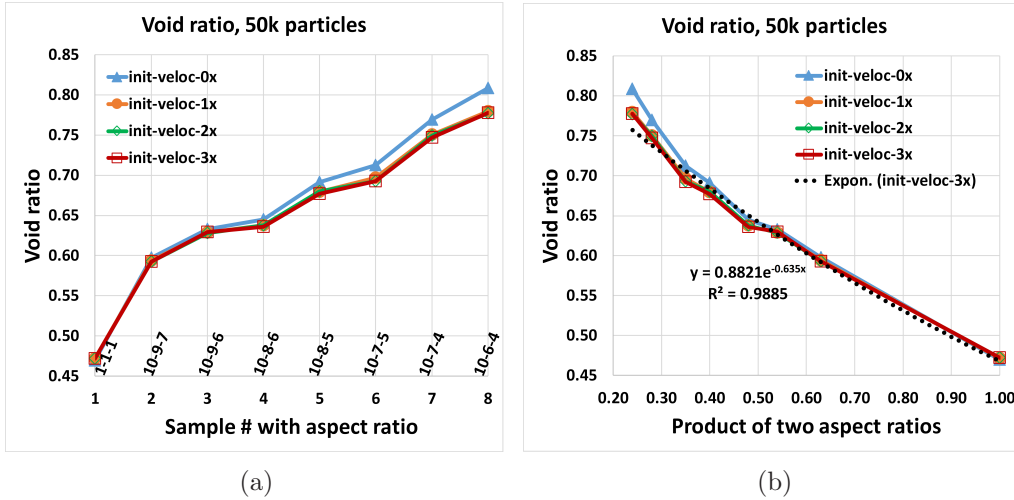 Void ratio, 50k particles
0.85
0.80
0.75
0.70
0.65
0.60
0.55
0.50
0.45
Void ratio
init-veloc-0x
init-veloc-1x
init-veloc-2x
init-veloc-3x
1-1-1
10-9-7
10-9-6
10-8-6
10-8-5
10-7-5
10-7-4
10-6-4
1 2 3 4 5 6 7 8
Sample # with aspect ratio
(a)
Void ratio, 50k particles
0.85
0.80
0.75
0.70
0.65
0.60
0.55
0.50
0.45
Void ratio
init-veloc-0x
init-veloc-1x
init-veloc-2x
init-veloc-3x
Expon. (init-veloc-3x)
y = 0.8821e^-0.635x
R² = 0.9885
0.20 0.30 0.40 0.50 0.60 0.70 0.80 0.90 1.00
Product of two aspect ratios
(b)